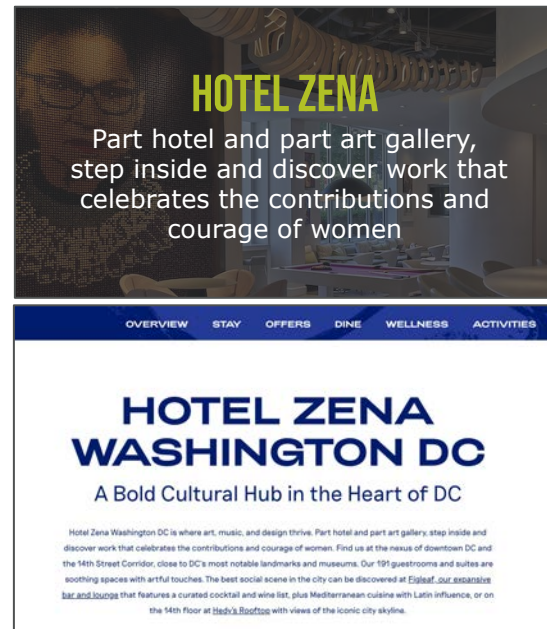 HOTEL ZENA
Part hotel and part art gallery,
step inside and discover work that
celebrates the contributions and
courage of women
OVERVIEW STAY OFFERS DINE WELLNESS ACTIVITIES
HOTEL ZENA
WASHINGTON DC
A Bold Cultural Hub in the Heart of DC
Hotel Zena Washington DC is where art, music, and design thrive. Part hotel and part art gallery, step inside and
discover work that celebrates the contributions and courage of women. Find us at the nexus of downtown DC and
the 14th Street Corridor, close to DC's most notable landmarks and museums. Our 191 guestrooms and suites are
soothing spaces with artful touches. The best social scene in the city can be discovered at Figleaf, our expansive
bar and lounge that features a curated cocktail and wine list, plus Mediterranean cuisine with Latin influence, or on
the 14th floor at Hedy's Rooftop with views of the iconic city skyline.